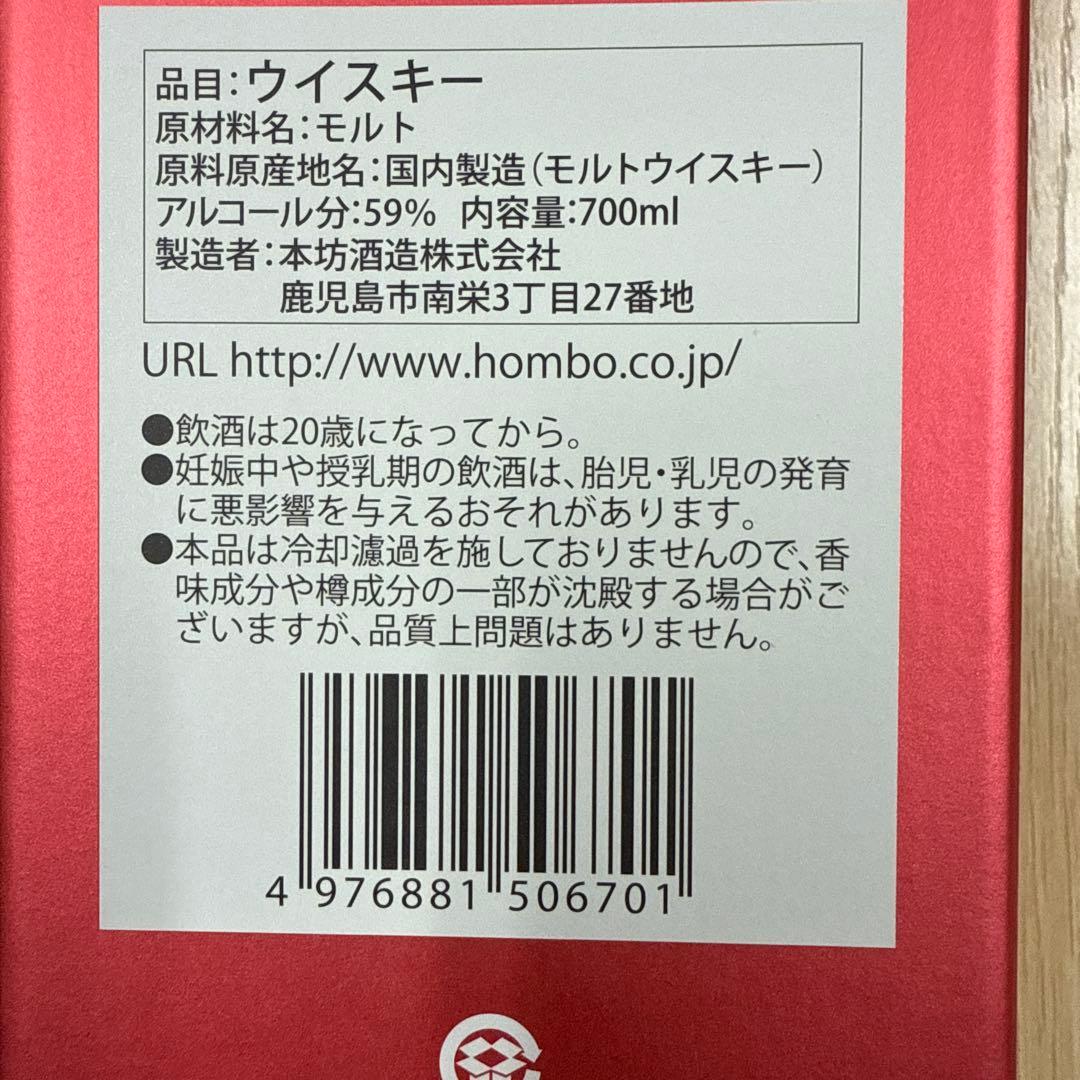 品目:ウイスキー
原材料名:モルト
原料原産地名:国内製造(モルトウイスキー)
アルコール分:59% 内容量:700ml
製造者:本坊酒造株式会社
鹿児島市南栄3丁目27番地
URL http://www.hombo.co.jp/
●飲酒は20歳になってから。
●妊娠中や授乳期の飲酒は、胎児・乳児の発育
に悪影響を与えるおそれがあります。
●本品は冷却濾過を施しておりませんので、香
味成分や樽成分の一部が沈殿する場合がご
ざいますが、品質上問題はありません。
4 976881 506701